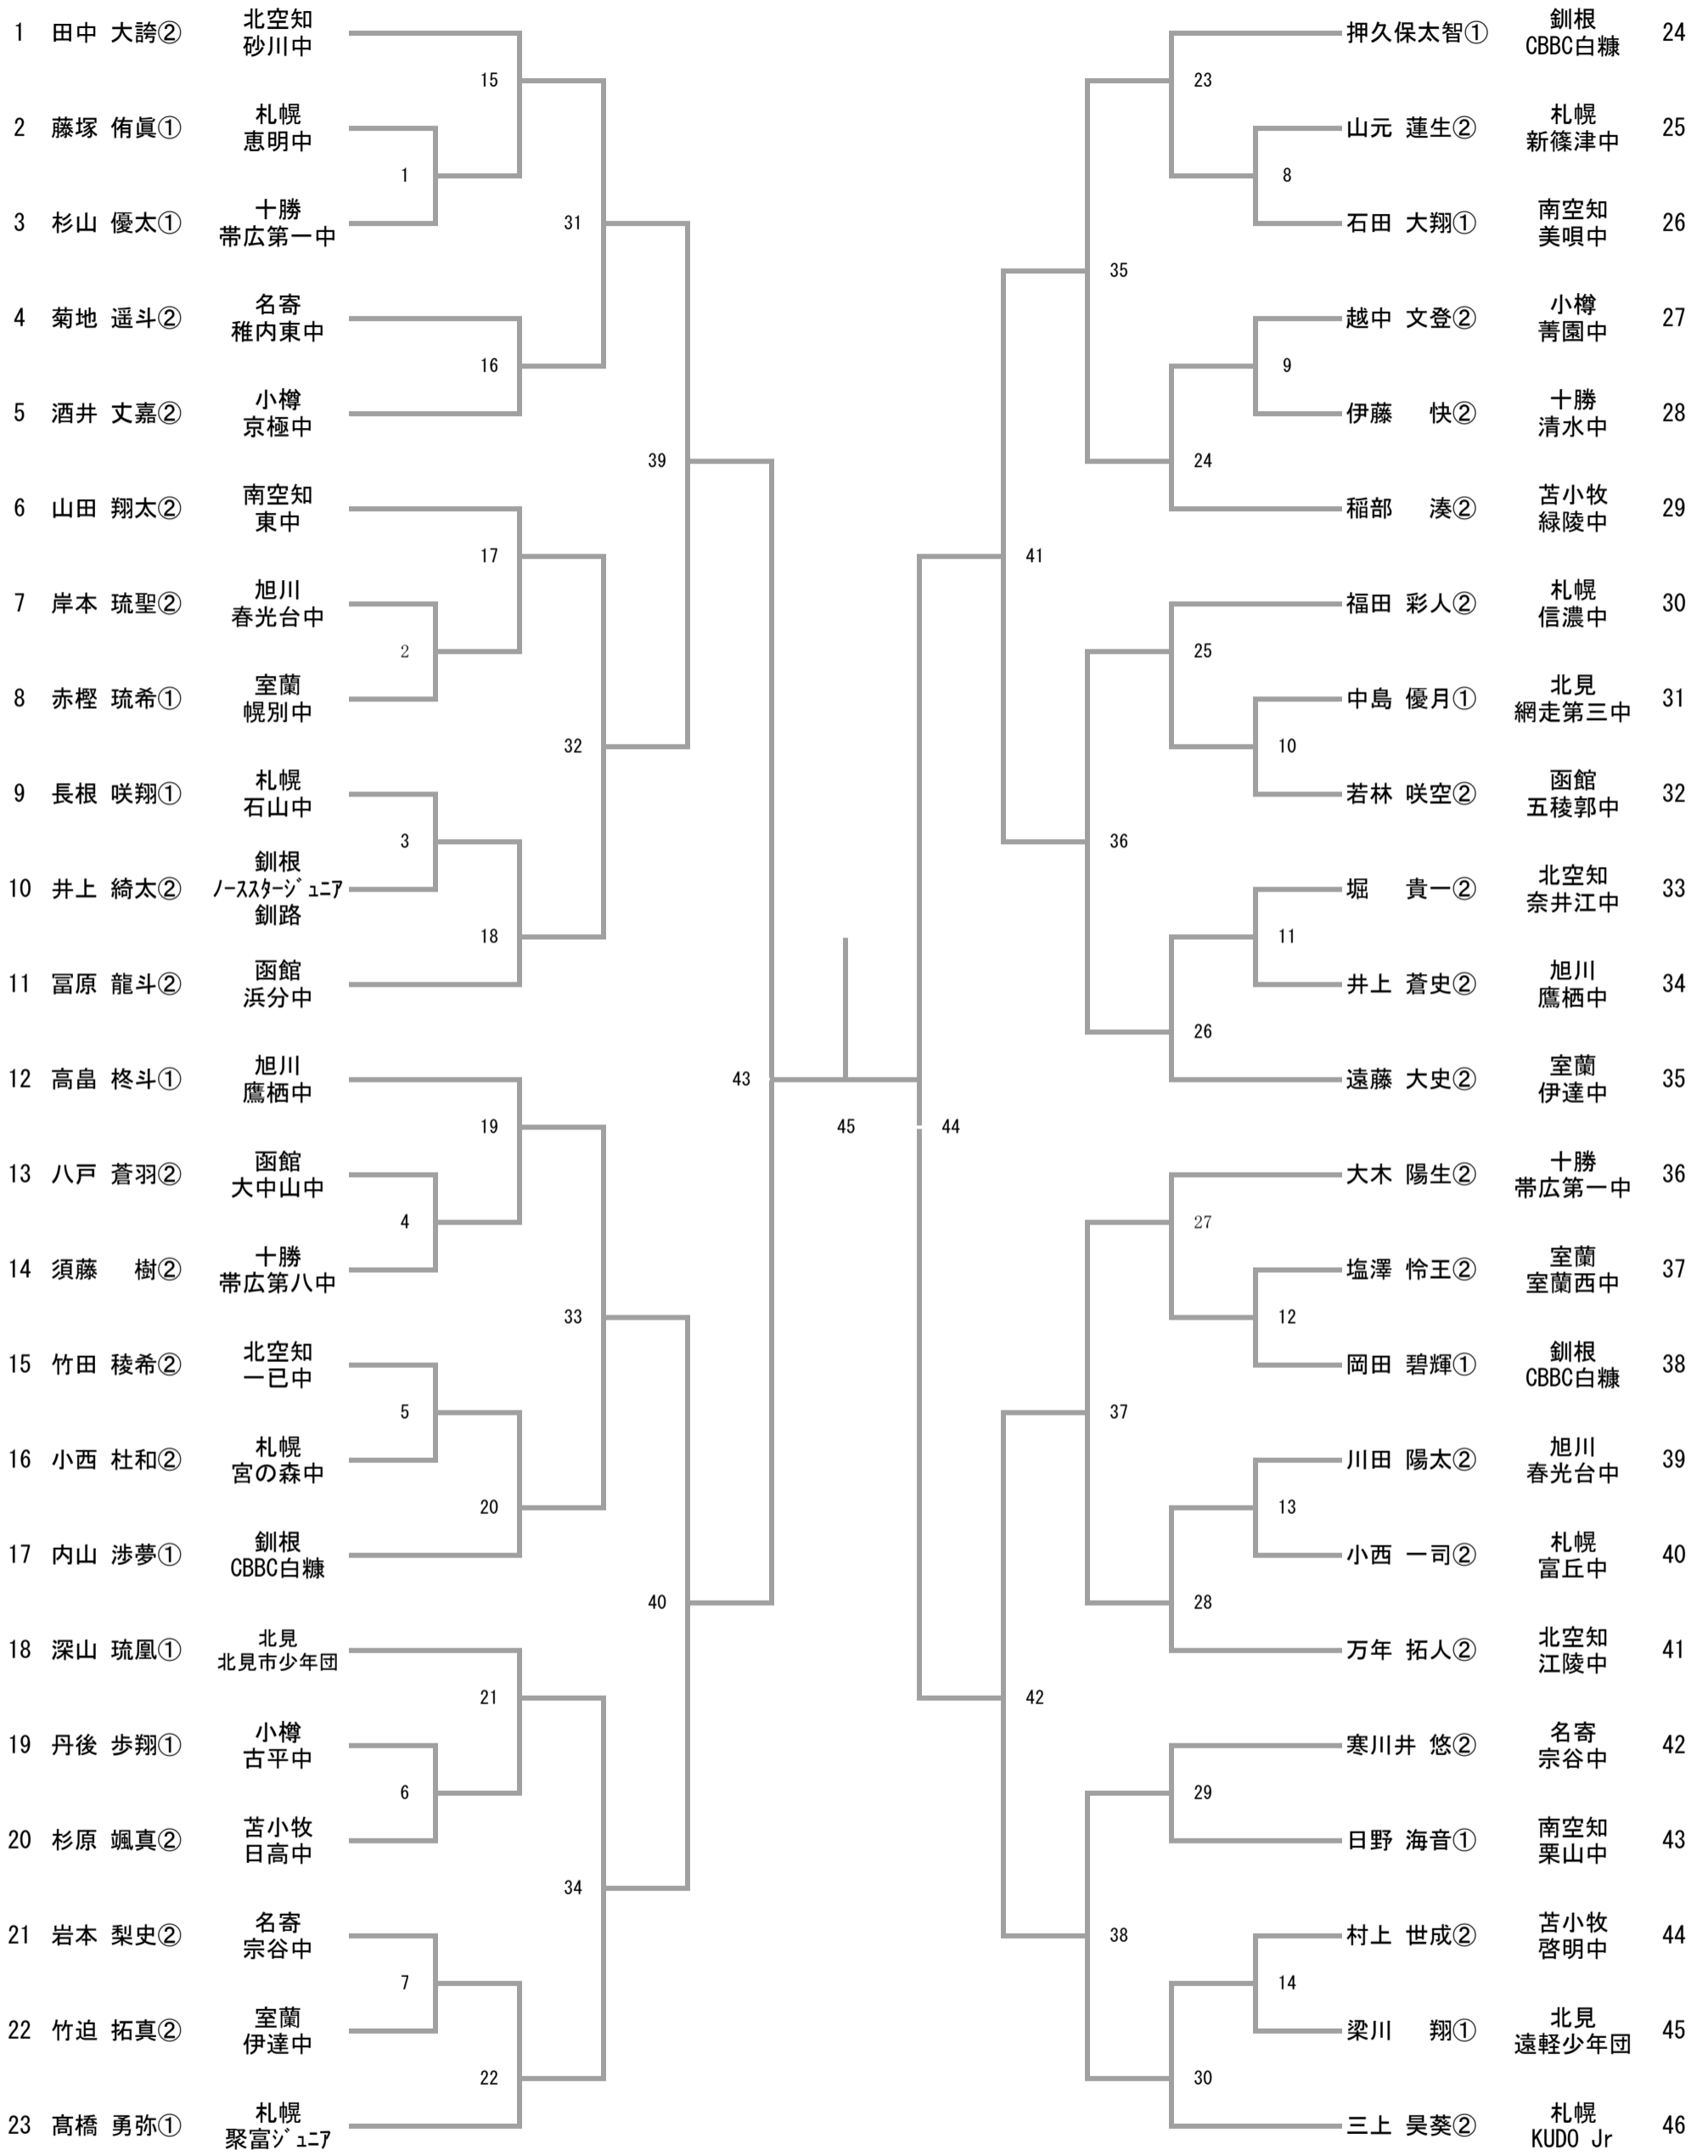 1 田中 大誇② 北空知
砂川中
15
2 藤塚 侑眞① 札幌
恵明中
1
3 杉山 優太① 十勝
帯広第一中
31
4 菊地 遥斗② 名寄
稚内東中
16
5 酒井 丈嘉② 小樽
京極中
39
6 山田 翔太② 南空知
東中
17
7 岸本 琉聖② 旭川
春光台中
2
8 赤樫 琉希① 室蘭
幌別中
32
9 長根 咲翔① 札幌
石山中
3
10 井上 綺太② 釧根
ノーススタージュニア
釧路
18
11 冨原 龍斗② 函館
浜分中
12 高畠 柊斗① 旭川
鷹栖中
43
19
13 八戸 蒼羽② 函館
大中山中
4
14 須藤 樹② 十勝
帯広第八中
33
15 竹田 稜希② 北空知
一已中
5
16 小西 杜和② 札幌
宮の森中
20
17 内山 渉夢① 釧根
CBBC白糠
40
18 深山 琉凰① 北見
北見市少年団
21
19 丹後 歩翔① 小樽
古平中
6
20 杉原 颯真② 苫小牧
日高中
34
21 岩本 梨史② 名寄
宗谷中
7
22 竹迫 拓真② 室蘭
伊達中
22
23 髙橋 勇弥① 札幌
聚富ジュニア
45
44
押久保太智① 釧根 24
CBBC白糠
23
山元 蓮生② 札幌 25
新篠津中
8
石田 大翔① 南空知 26
美唄中
35
越中 文登② 小樽 27
菁園中
9
伊藤 快② 十勝 28
清水中
24
稲部 湊② 苫小牧 29
緑陵中
41
福田 彩人② 札幌 30
信濃中
25
中島 優月① 北見 31
網走第三中
10
若林 咲空② 函館 32
五稜郭中
36
堀 貴一② 北空知 33
奈井江中
11
井上 蒼史② 旭川 34
鷹栖中
26
遠藤 大史② 室蘭 35
伊達中
大木 陽生② 十勝 36
帯広第一中
27
塩澤 怜王② 室蘭 37
室蘭西中
12
岡田 碧輝① 釧根 38
CBBC白糠
37
川田 陽太② 旭川 39
春光台中
13
小西 一司② 札幌 40
富丘中
28
万年 拓人② 北空知 41
江陵中
42
寒川井 悠② 名寄 42
宗谷中
29
日野 海音① 南空知 43
栗山中
38
村上 世成② 苫小牧 44
啓明中
14
梁川 翔① 北見 45
遠軽少年団
30
三上 昊葵② 札幌 46
KUDO Jr